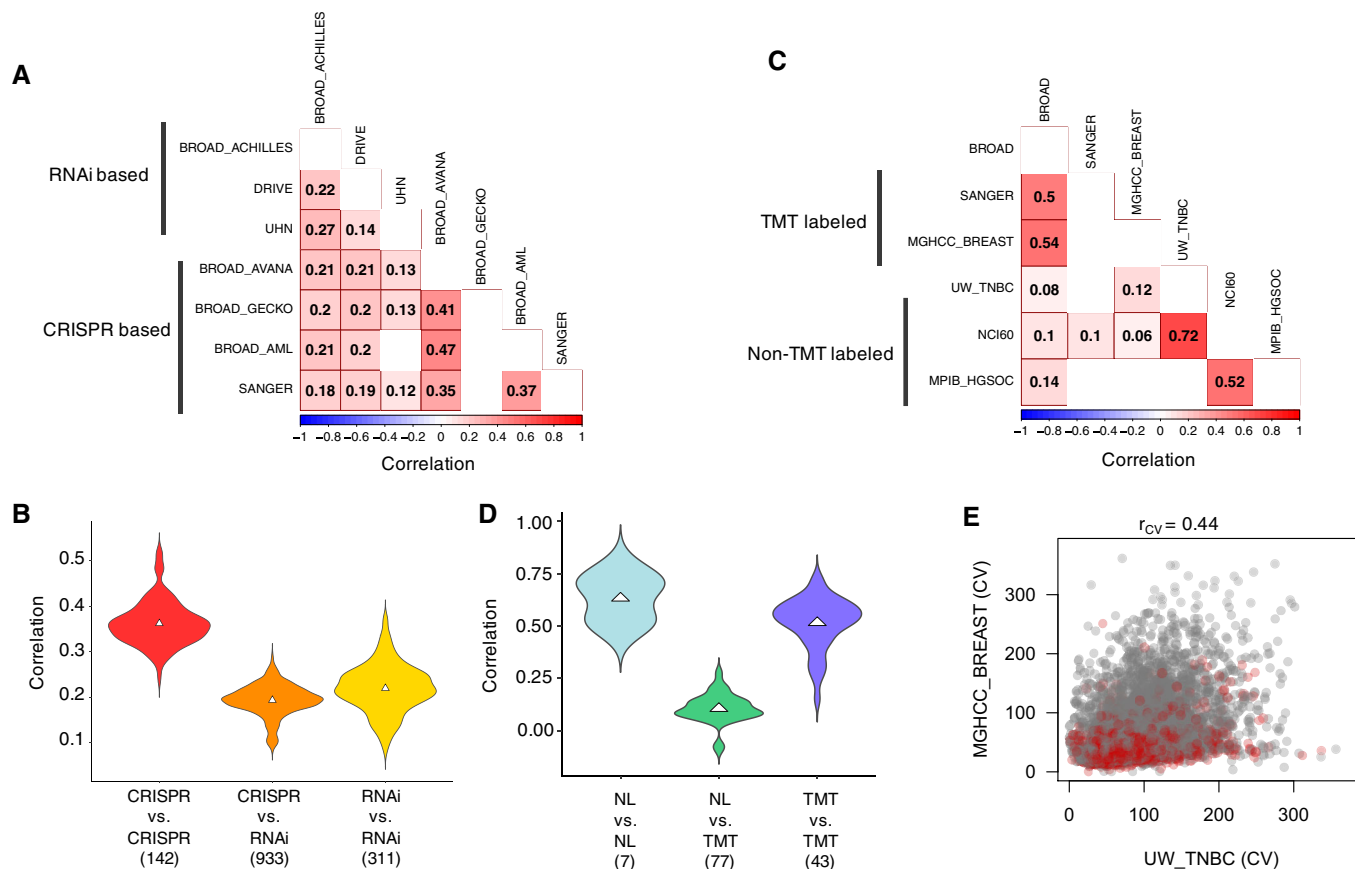 A
BROAD_ACHILLES
DRIVE
UHN
BROAD_AVANA
BROAD_GECKO
BROAD_AML
SANGER
RNAi based
CRISPR based
BROAD_ACHILLES
DRIVE 0.22
UHN 0.27 0.14
BROAD_AVANA 0.21 0.21 0.13
BROAD_GECKO 0.2 0.2 0.13 0.41
BROAD_AML 0.21 0.2 0.47
SANGER 0.18 0.19 0.12 0.35 0.37
−1 −0.8 −0.6 −0.4 −0.2 0 0.2 0.4 0.6 0.8 1
Correlation
C
BROAD
SANGER
MGHCC_BREAST
UW_TNBC
NCI60
MPIB_HGSOC
TMT labeled
Non-TMT labeled
BROAD
SANGER 0.5
MGHCC_BREAST 0.54
UW_TNBC 0.08 0.12
NCI60 0.1 0.1 0.06 0.72
MPIB_HGSOC 0.14 0.52
−1 −0.8 −0.6 −0.4 −0.2 0 0.2 0.4 0.6 0.8 1
Correlation
B
Correlation
0.5
0.4
0.3
0.2
0.1
CRISPR vs. CRISPR (142)
CRISPR vs. RNAi (933)
RNAi vs. RNAi (311)
D
Correlation
1.00
0.75
0.50
0.25
0.00
NL vs. NL (7)
NL vs. TMT (77)
TMT vs. TMT (43)
E
rCV = 0.44
MGHCC_BREAST (CV)
300
200
100
0
0 100 200 300
UW_TNBC (CV)